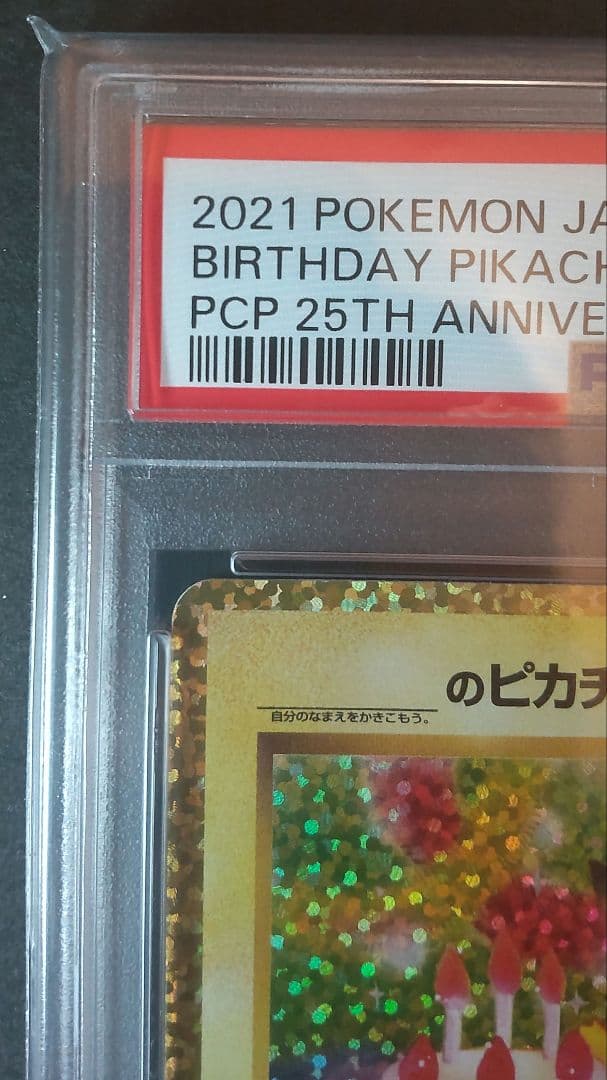 2021 POKEMON JA
BIRTHDAY PIKACH
PCP 25TH ANNIVE
P
のピカチ
自分のなまえをかきこもう。